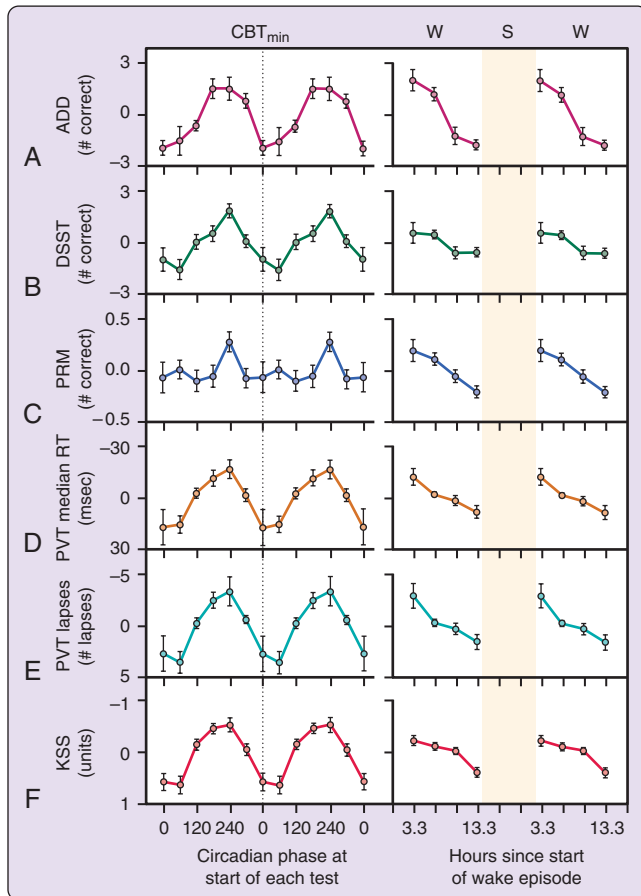 CBTmin W S W
A
ADD
(# correct)
3
0
−3
B
DSST
(# correct)
3
0
−3
C
PRM
(# correct)
0.5
0.0
−0.5
D
PVT median RT
(msec)
−30
0
30
E
PVT lapses
(# lapses)
−5
0
5
F
KSS
(units)
−1
0
1
0 120 240 0 120 240 0 3.3 13.3 3.3 13.3
Circadian phase at
start of each test
Hours since start
of wake episode